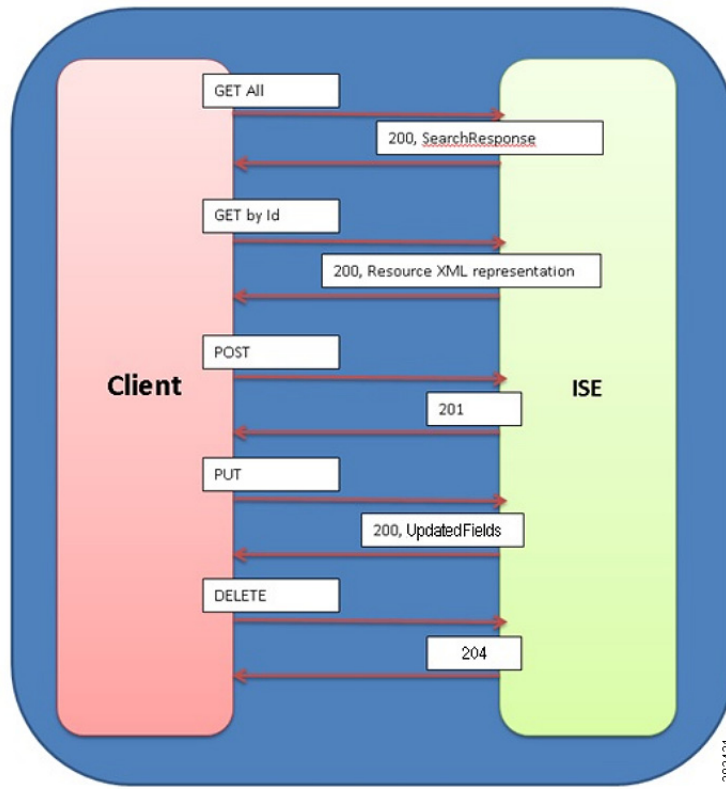 GET All
200, SearchResponse
GET by Id
200, Resource XML representation
POST
Client
ISE
201
PUT
200, UpdatedFields
DELETE
204